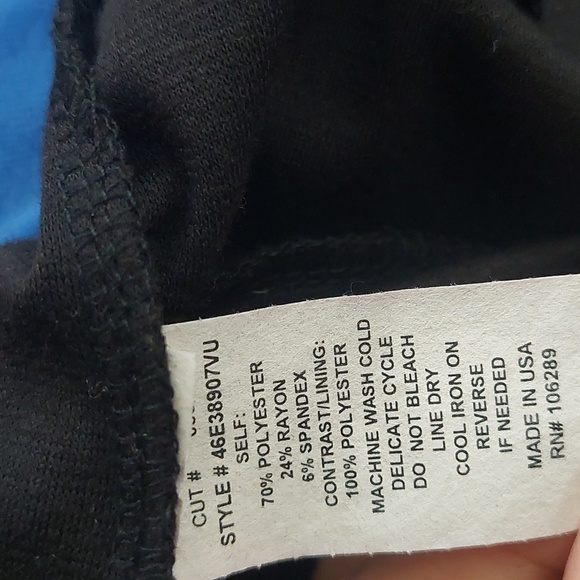 CUT #
STYLE # 46E38907VU
SELF:
70% POLYESTER
24% RAYON
6% SPANDEX
CONTRAST/LINING:
100% POLYESTER
MACHINE WASH COLD
DELICATE CYCLE
DO NOT BLEACH
LINE DRY
COOL IRON ON
REVERSE
IF NEEDED
MADE IN USA
RN# 106289